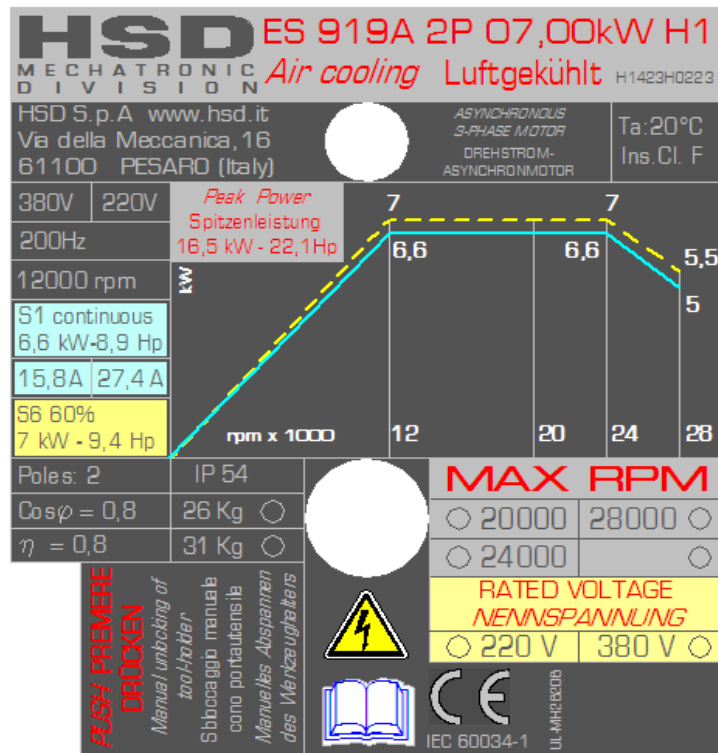 HSD
MECHATRONIC
DIVISION
ES 919A 2P 07,00kW H1
Air cooling Luftgekühlt H1423H0223
HSD S.p.A www.hsd.it
Via della Meccanica,16
61100 PESARO (Italy)
ASYNCHRONOUS
3-PHASE MOTOR
DREHSTROM-
ASYNCHRONMOTOR
Ta:20°C
Ins.Cl. F
380V 220V
200Hz
12000 rpm
S1 continuous
6,6 kW-8,9 Hp
15,8A 27,4 A
S6 60%
7 kW - 9,4 Hp
Peak Power
Spitzenleistung
16,5 kW - 22,1Hp
kW
7 7
6,6 6,6 5,5
5
rpm x 1000 12 20 24 28
Poles: 2 IP 54
Cosφ = 0,8 26 Kg
η = 0,8 31 Kg
MAX RPM
20000 28000
24000
RATED VOLTAGE
NENNSPANNUNG
220 V 380 V
PUSH PREMERE
DRÜCKEN
Manual unlocking of
tool-holder
Sbloccaggio manuale
cono portautensile
Manuelles Abspannen
des Werkzeughalters
CE
IEC 60034-1
UL-MH28208